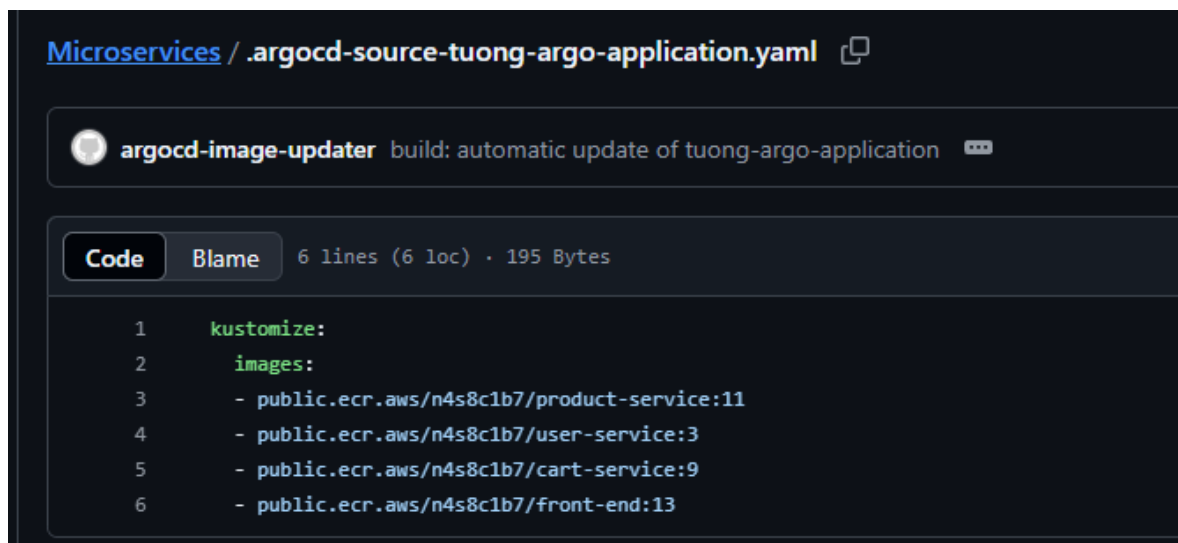 Microservices / .argocd-source-tuong-argo-application.yaml
argocd-image-updater build: automatic update of tuong-argo-application
Code Blame 6 lines (6 loc) · 195 Bytes
1 kustomize:
2 images:
3 - public.ecr.aws/n4s8c1b7/product-service:11
4 - public.ecr.aws/n4s8c1b7/user-service:3
5 - public.ecr.aws/n4s8c1b7/cart-service:9
6 - public.ecr.aws/n4s8c1b7/front-end:13